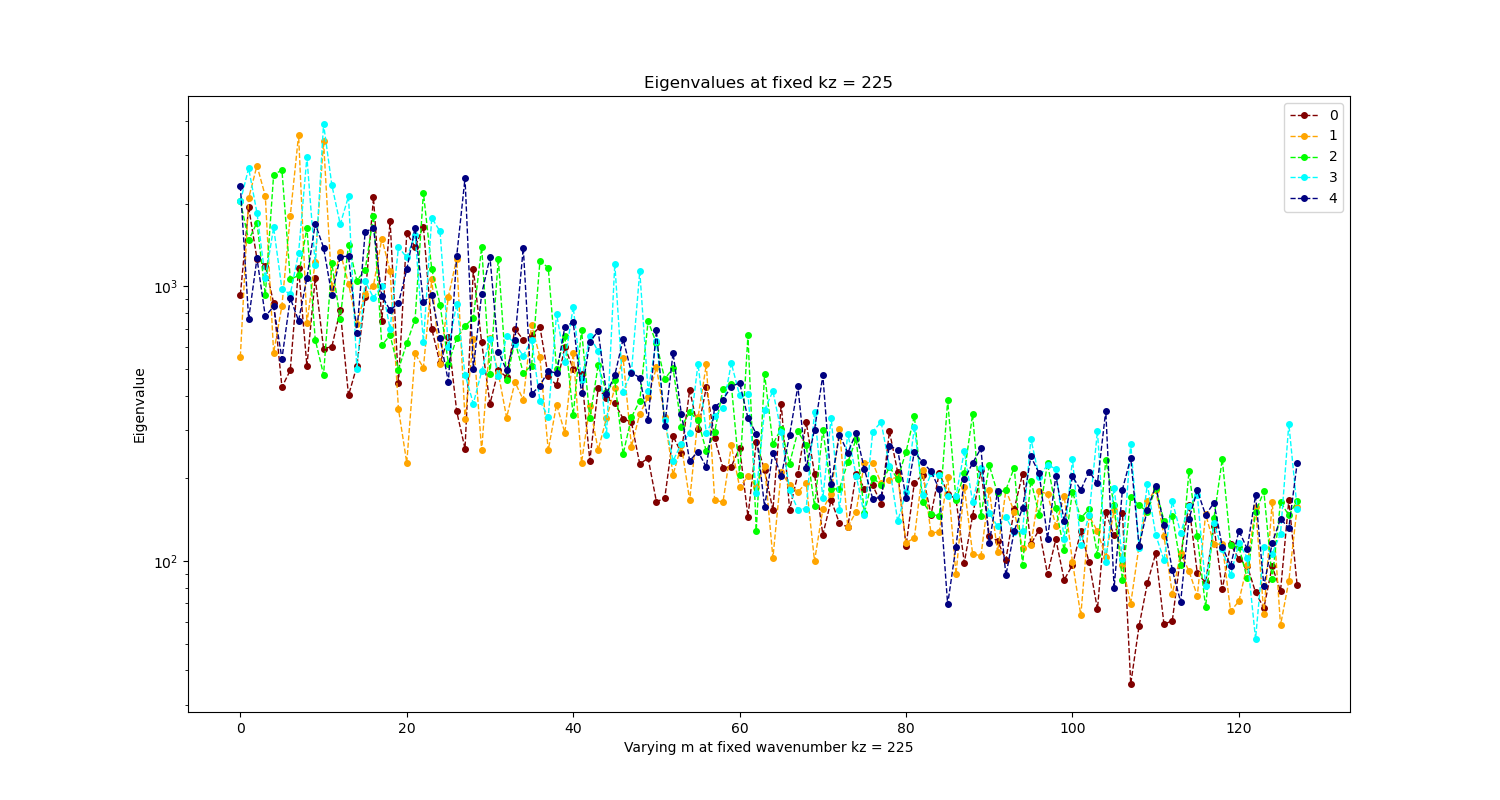 Eigenvalues at fixed kz = 225
0
1
2
3
4
Eigenvalue
10³
10²
0 20 40 60 80 100 120
Varying m at fixed wavenumber kz = 225